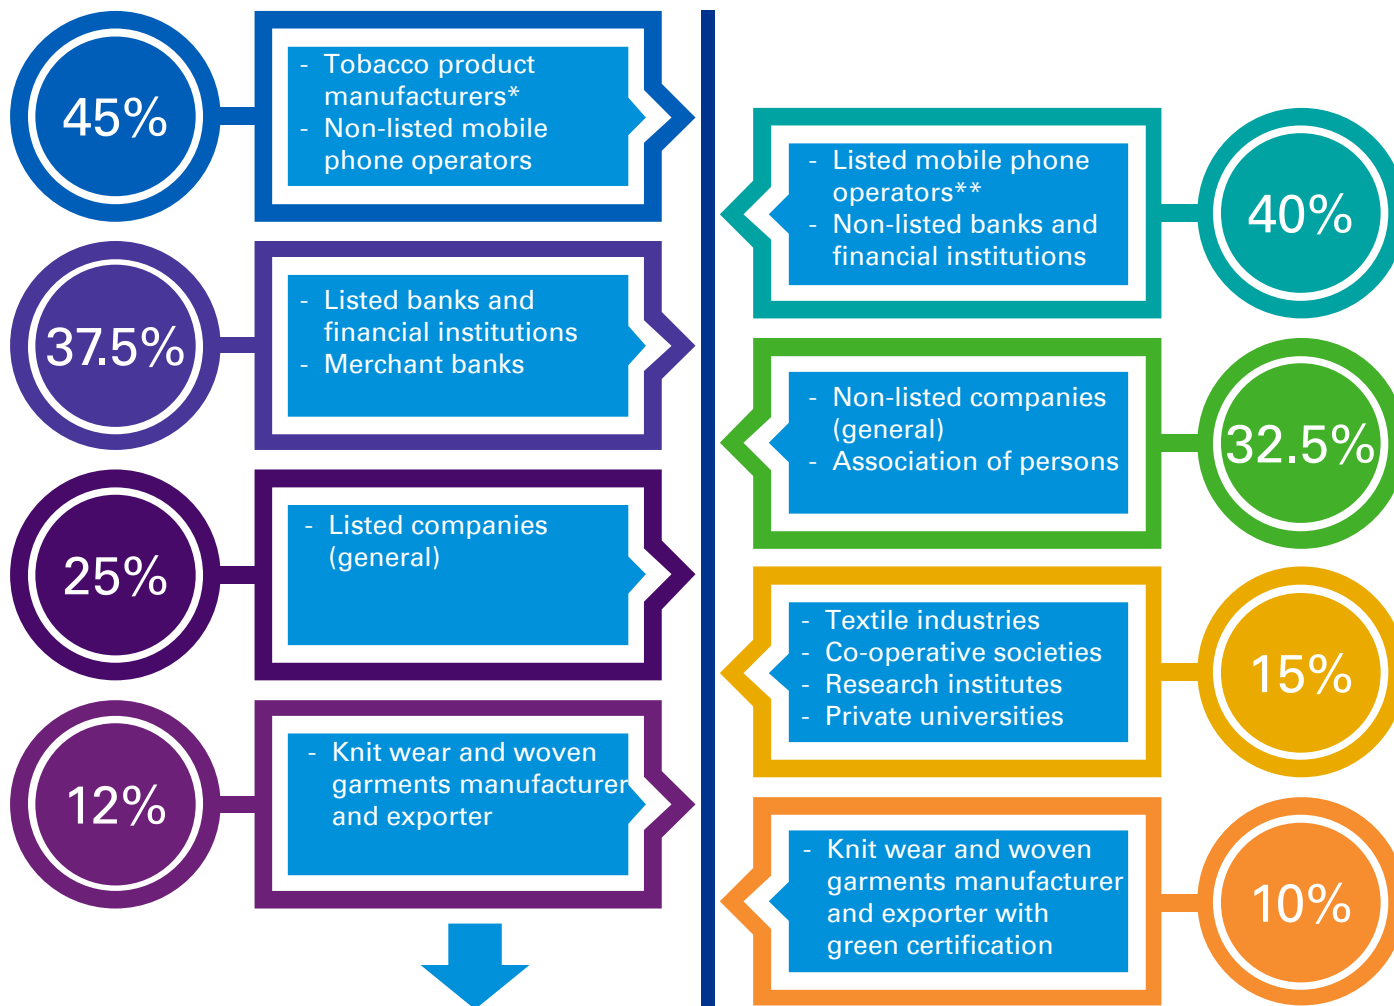 45%
- Tobacco product
manufacturers*
- Non-listed mobile
phone operators
40%
- Listed mobile phone
operators**
- Non-listed banks and
financial institutions
37.5%
- Listed banks and
financial institutions
- Merchant banks
32.5%
- Non-listed companies
(general)
- Association of persons
25%
- Listed companies
(general)
15%
- Textile industries
- Co-operative societies
- Research institutes
- Private universities
12%
- Knit wear and woven
garments manufacturer
and exporter
10%
- Knit wear and woven
garments manufacturer
and exporter with
green certification